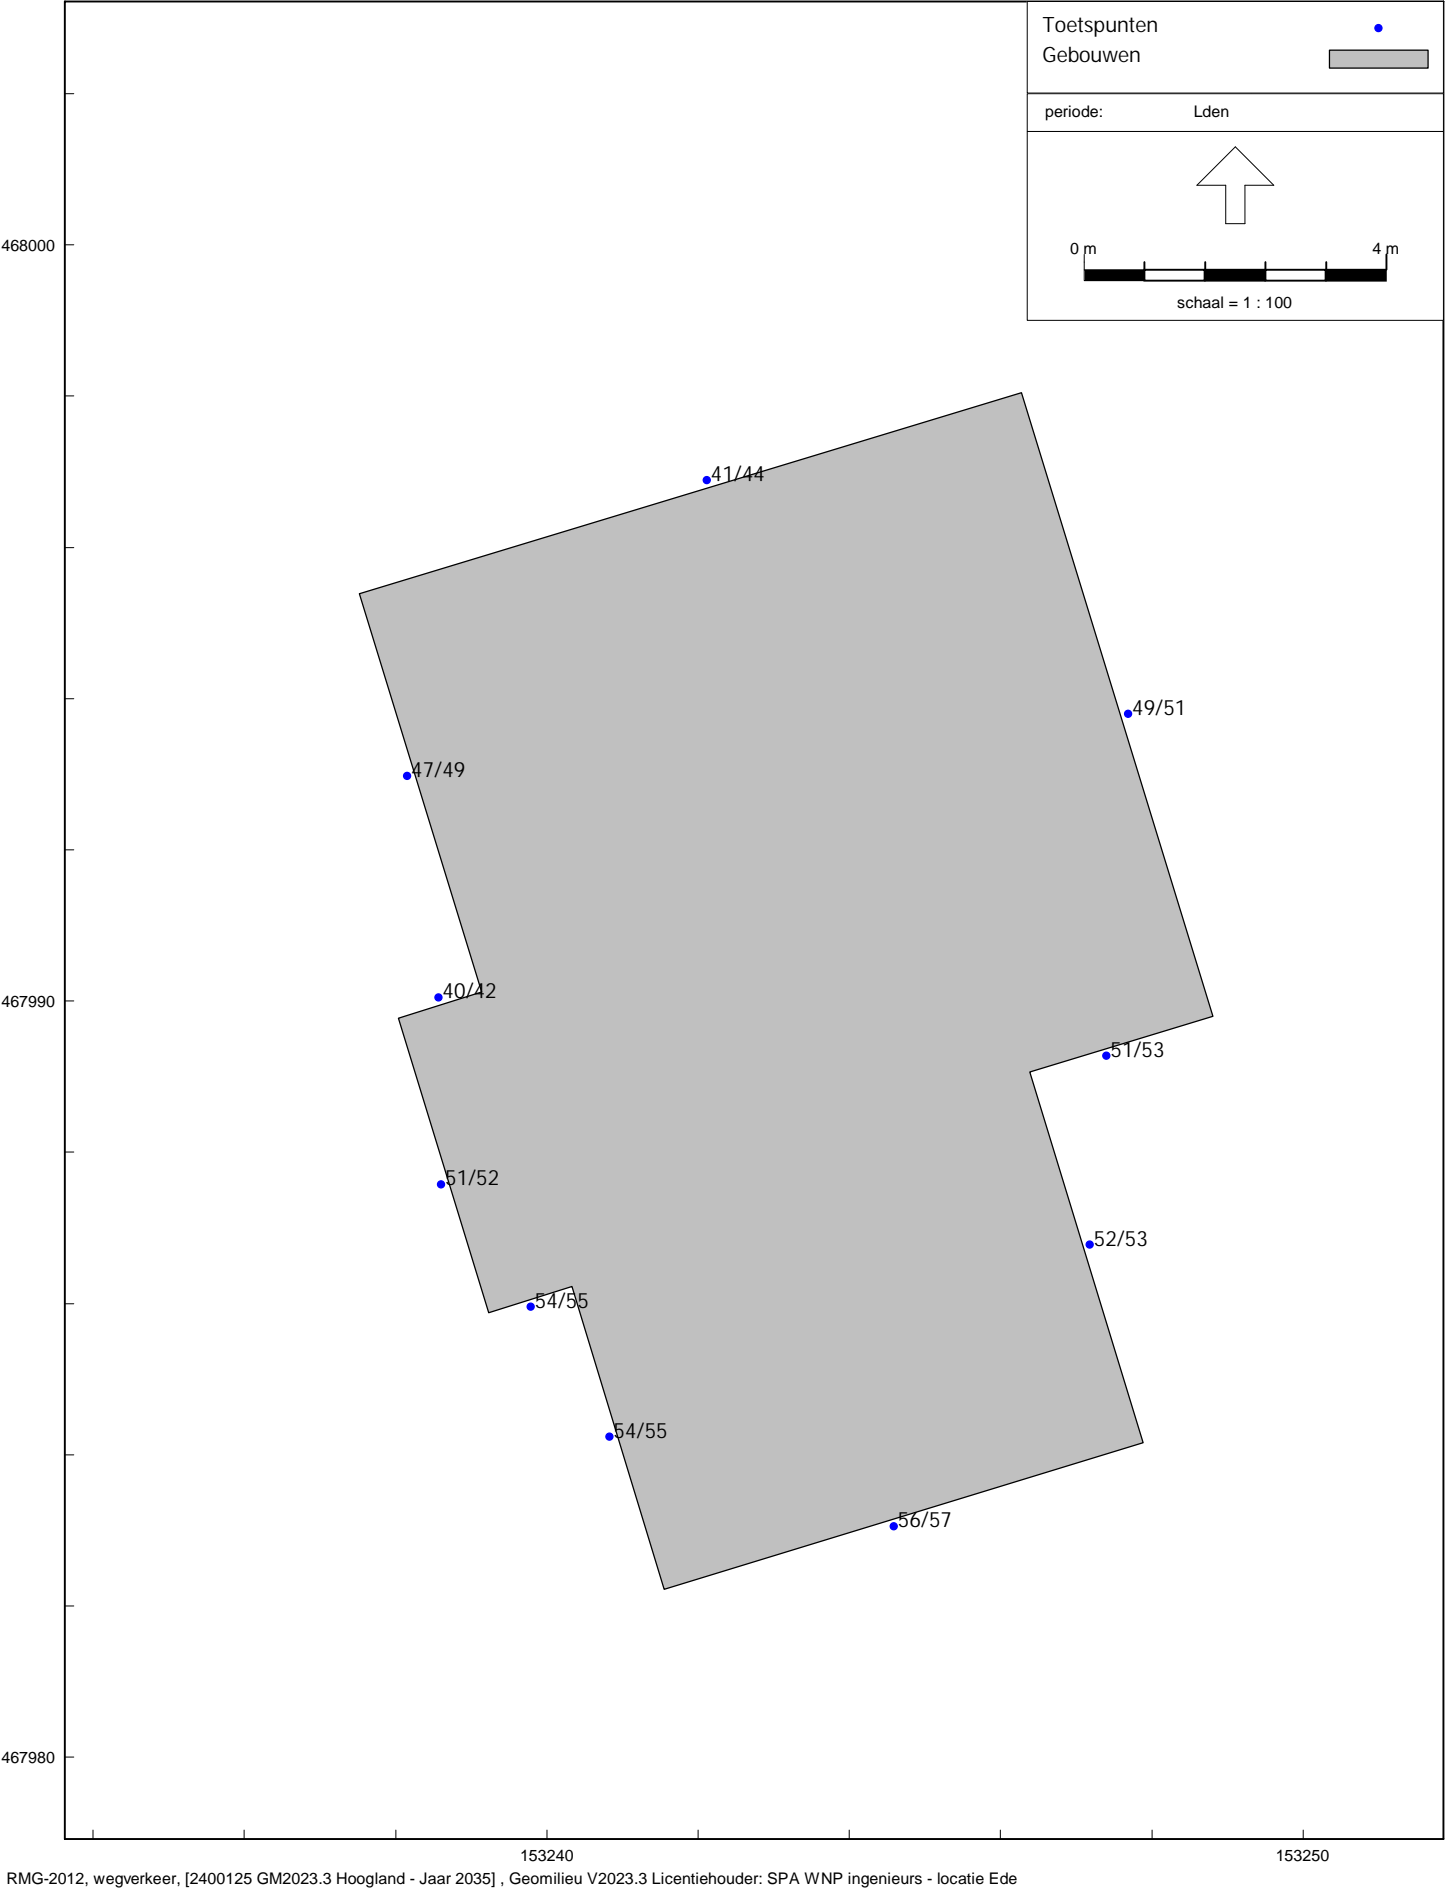 Toetspunten
Gebouwen
periode: Lden
0 m 4 m
schaal = 1 : 100
468000
41/44
49/51
47/49
40/42
467990
51/53
51/52
52/53
54/55
54/55
56/57
467980
153240 153250
RMG-2012, wegverkeer, [2400125 GM2023.3 Hoogland - Jaar 2035] , Geomilieu V2023.3 Licentiehouder: SPA WNP ingenieurs - locatie Ede